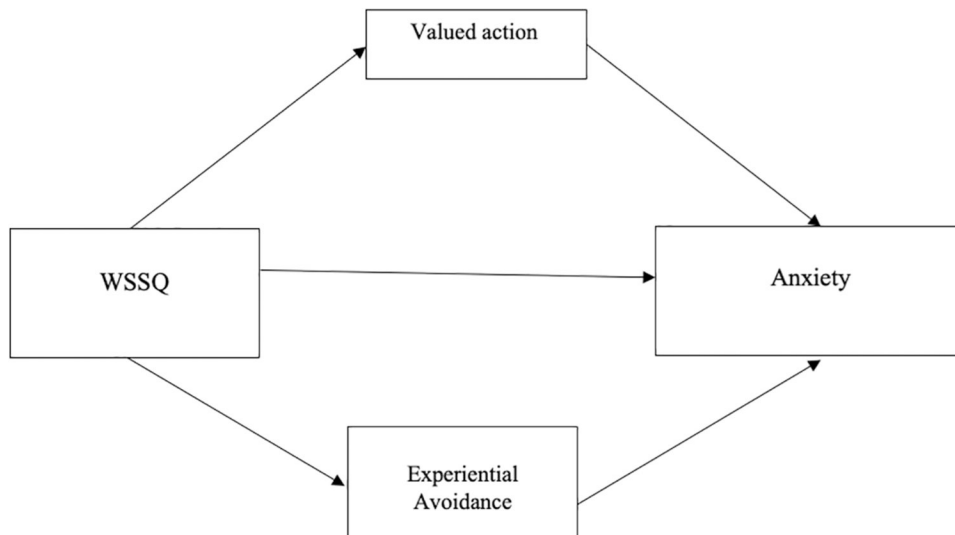 Valued action
WSSQ
Anxiety
Experiential
Avoidance